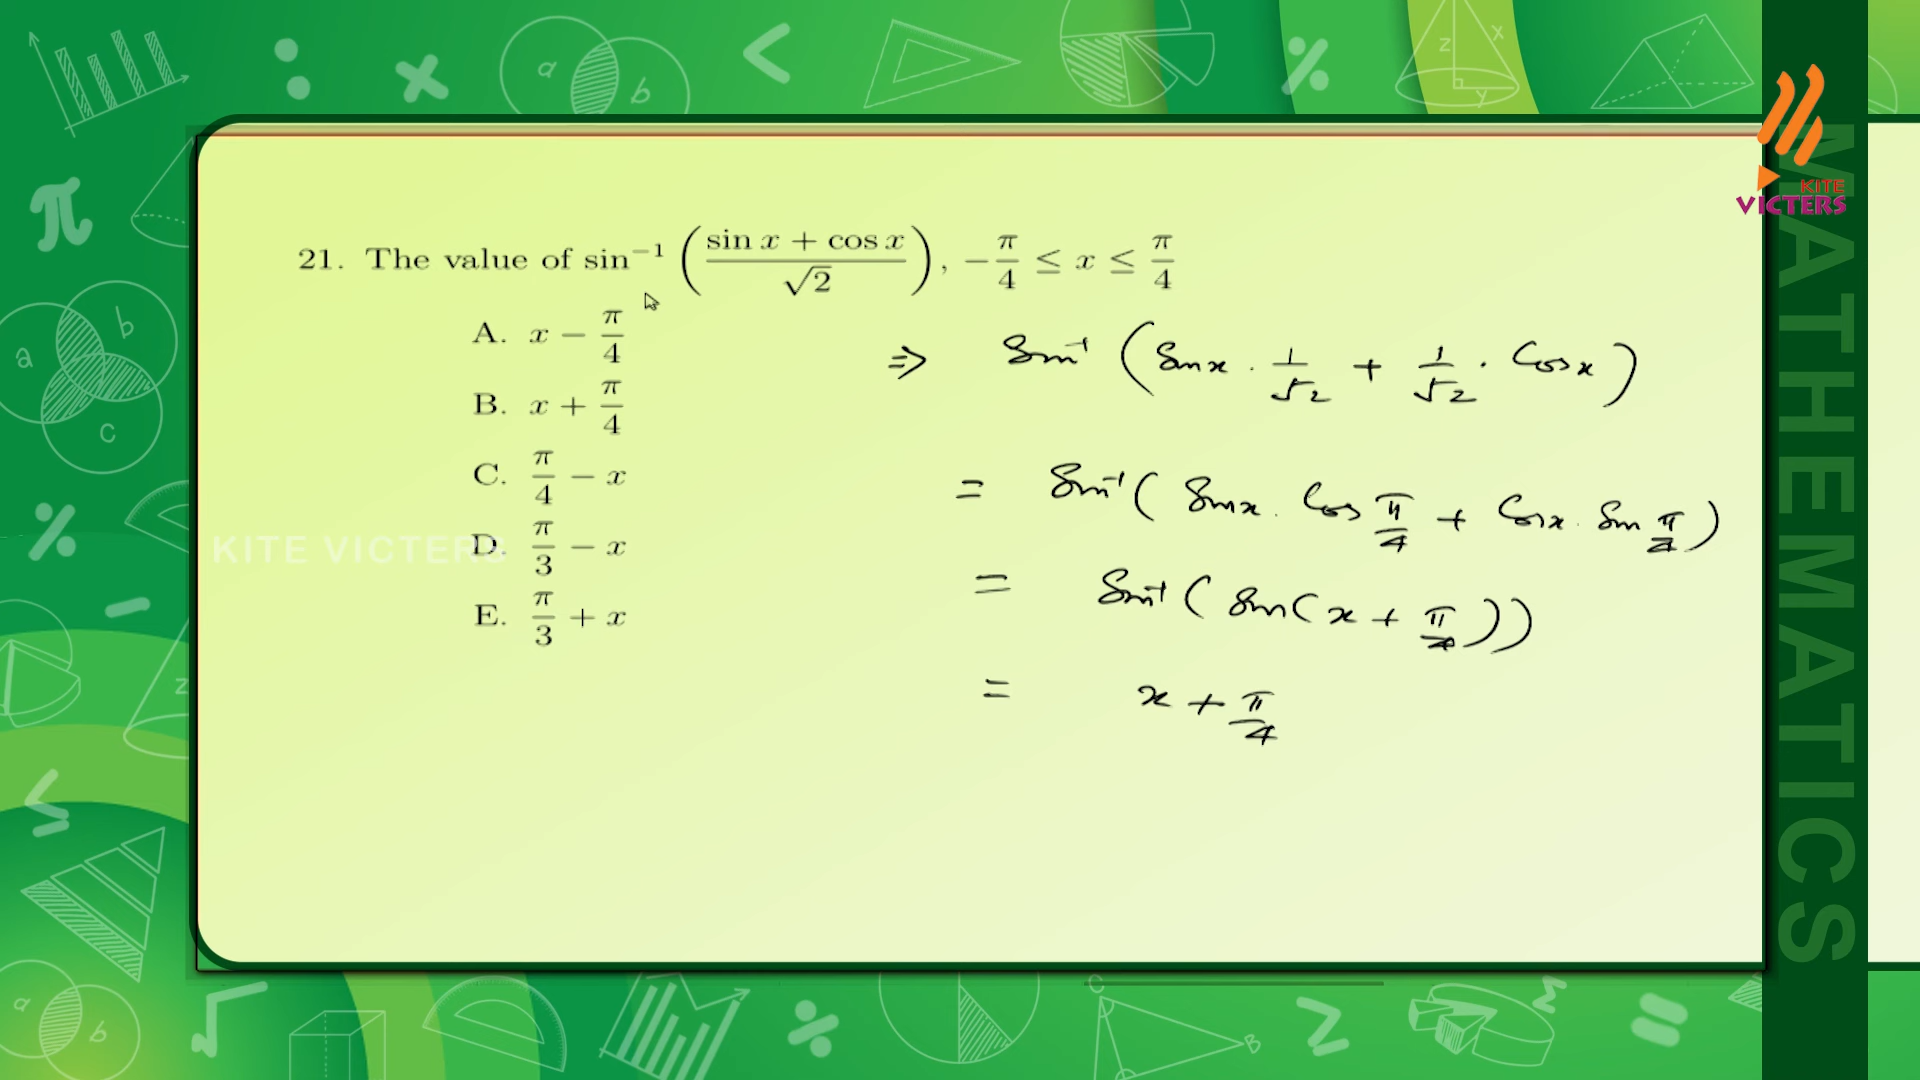 21. The value of sin⁻¹ ((sin x + cos x)/√2), −π/4 ≤ x ≤ π/4
A. x − π/4
B. x + π/4
C. π/4 − x
D. π/3 − x
E. π/3 + x
⇒ Sin⁻¹ (Sin x · 1/√2 + 1/√2 · Cos x)
= Sin⁻¹ (Sin x · Cos π/4 + Cos x · Sin π/4)
= Sin⁻¹ (Sin (x + π/4))
= x + π/4
KITE VICTERS
KITE
VICTERS
MATHEMATICS
a b
z x
y
a b
c
z
a b
C
B